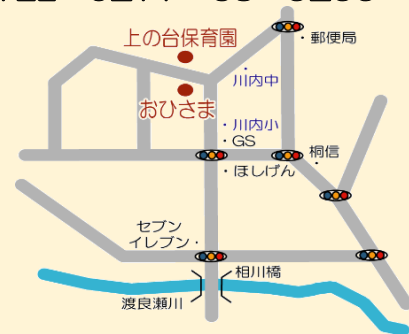 上の台保育園
・郵便局
・
川内中
おひさま
・川内小
・GS
桐信
・
・ほしげん
セブン
イレブン・
相川橋
渡良瀬川